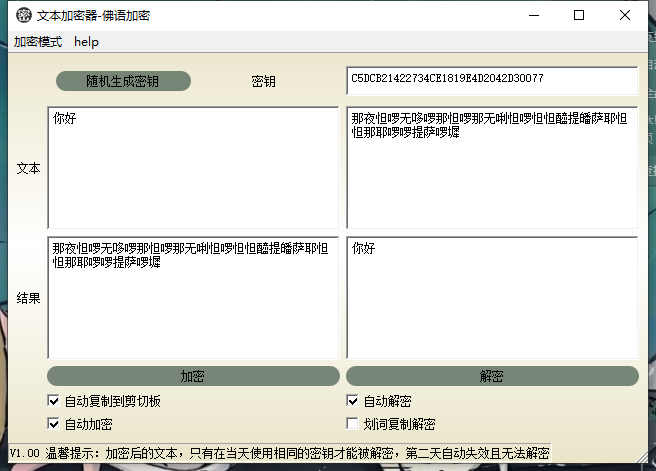 文本加密器-佛语加密
加密模式 help
随机生成密钥 密钥 C5DCB21422734CE1819E4D2042D30077
文本
你好
那夜怛啰无哆啰那怛啰那无唎怛啰怛怛醯提皤萨耶怛
怛那耶啰啰提萨啰墀
结果
那夜怛啰无哆啰那怛啰那无唎怛啰怛怛醯提皤萨耶怛
怛那耶啰啰提萨啰墀
你好
加密 解密
自动复制到剪切板 自动解密
自动加密 划词复制解密
V1.00 温馨提示：加密后的文本，只有在当天使用相同的密钥才能被解密，第二天自动失效且无法解密